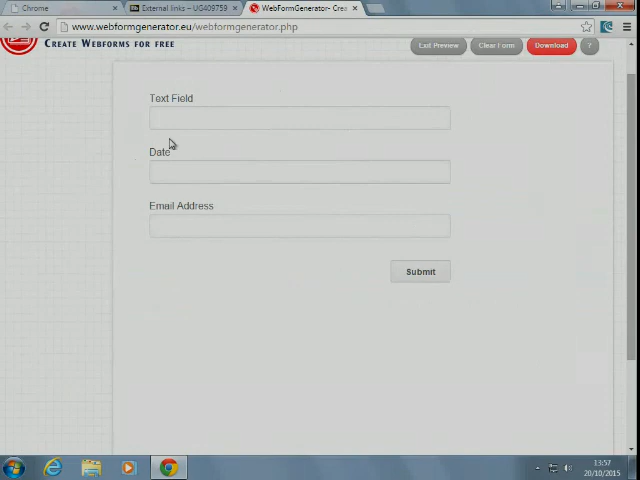 Chrome
External links – UG409759
WebFormGenerator- Crea
www.webformgenerator.eu/webformgenerator.php
CREATE WEBFORMS FOR FREE
Exit Preview
Clear Form
Download
?
Text Field
Date
Email Address
Submit
13:57
20/10/2015